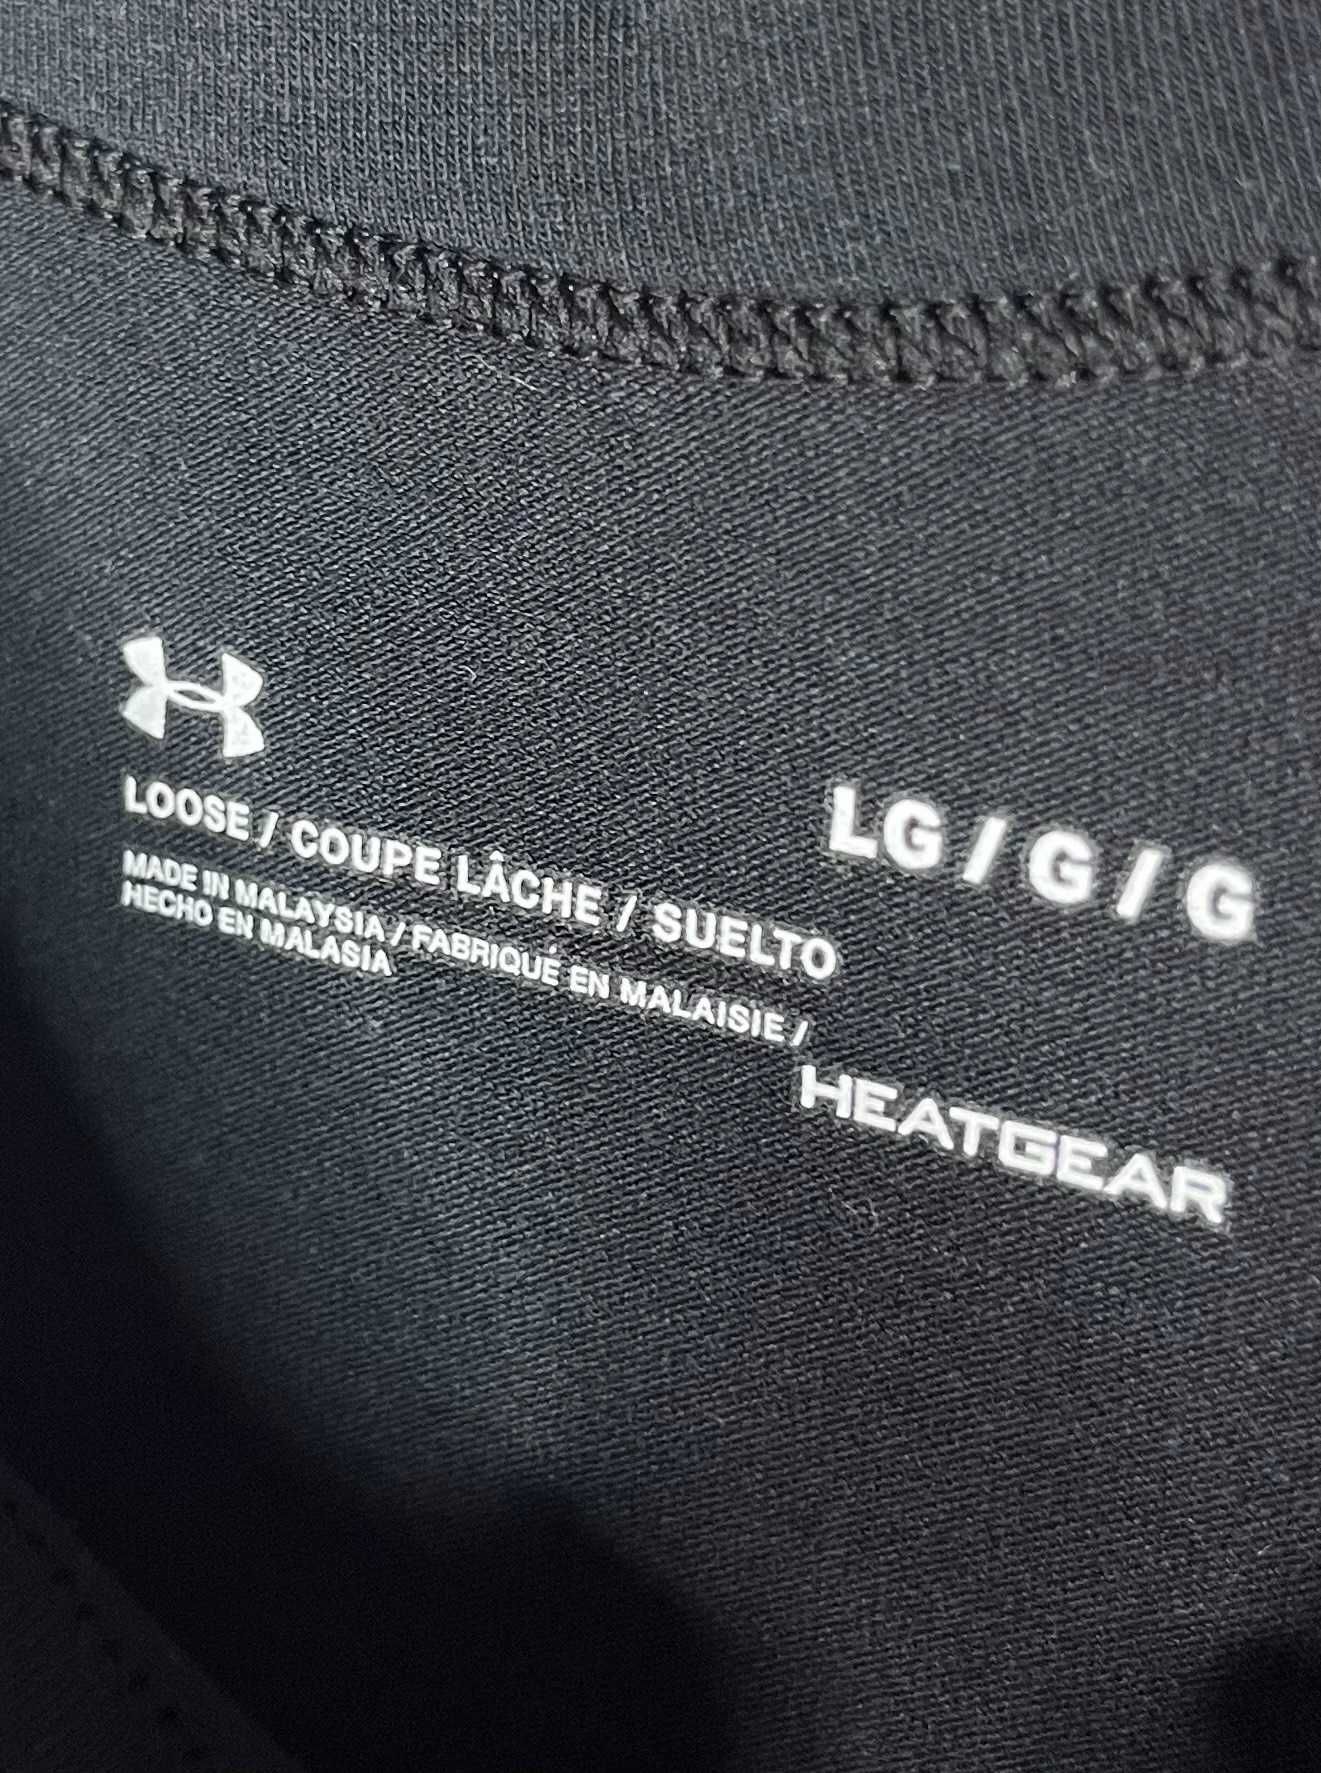 LOOSE / COUPE LÂCHE / SUELTO
MADE IN MALAYSIA / FABRIQUÉ EN MALAISIE /
HECHO EN MALASIA
LG / G / G
HEATGEAR